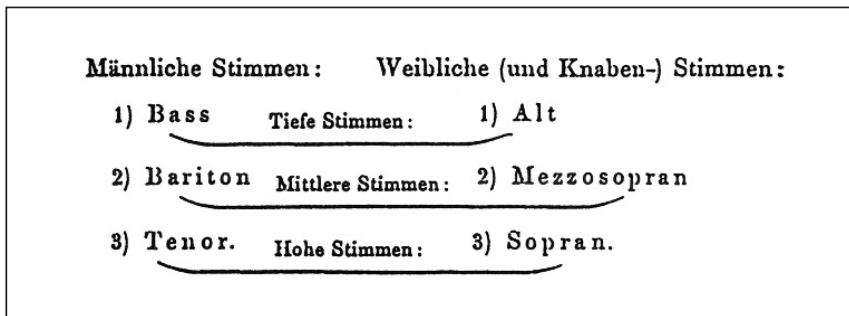 Männliche Stimmen: Weibliche (und Knaben-) Stimmen:
1) Bass Tiefe Stimmen: 1) Alt
2) Bariton Mittlere Stimmen: 2) Mezzosopran
3) Tenor. Hohe Stimmen: 3) Sopran.